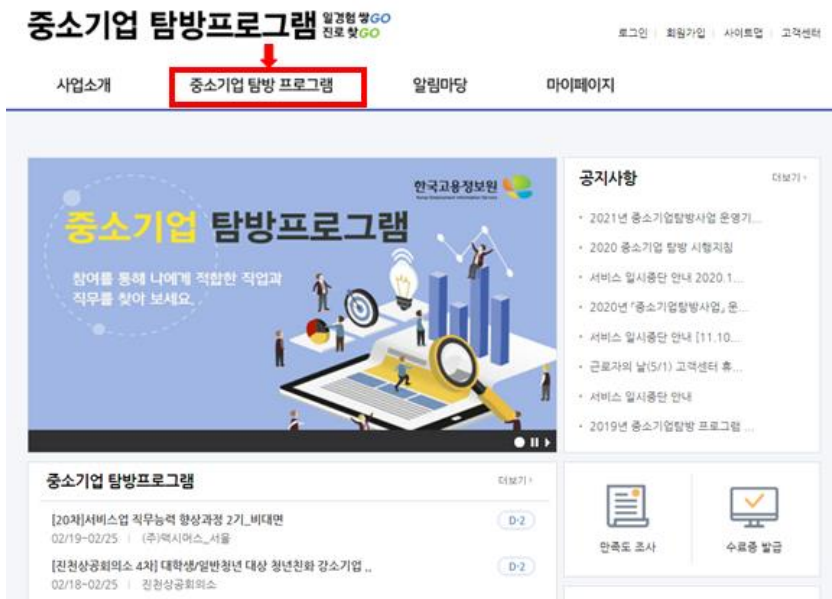 중소기업 탐방프로그램 일경험 쌓GO
진로 찾GO
로그인 회원가입 사이트맵 고객센터
사업소개 중소기업 탐방 프로그램 알림마당 마이페이지
한국고용정보원
Korea Employment Information Service
중소기업 탐방프로그램
참여를 통해 나에게 적합한 직업과
직무를 찾아 보세요.
공지사항 더보기
2021년 중소기업탐방사업 운영기...
2020 중소기업 탐방 시행지침
서비스 일시중단 안내 2020.1...
2020년 「중소기업탐방사업」 운...
서비스 일시중단 안내 [11.10...
근로자의 날(5/1) 고객센터 휴...
서비스 일시중단 안내
2019년 중소기업탐방 프로그램 ...
중소기업 탐방프로그램 더보기
[20차]서비스업 직무능력 향상과정 2기_비대면 D-2
02/19~02/25 (주)맥시머스_서울
[진천상공회의소 4차] 대학생/일반청년 대상 청년친화 강소기업 .. D-2
02/18~02/25 진천상공회의소
만족도 조사 수료증 발급